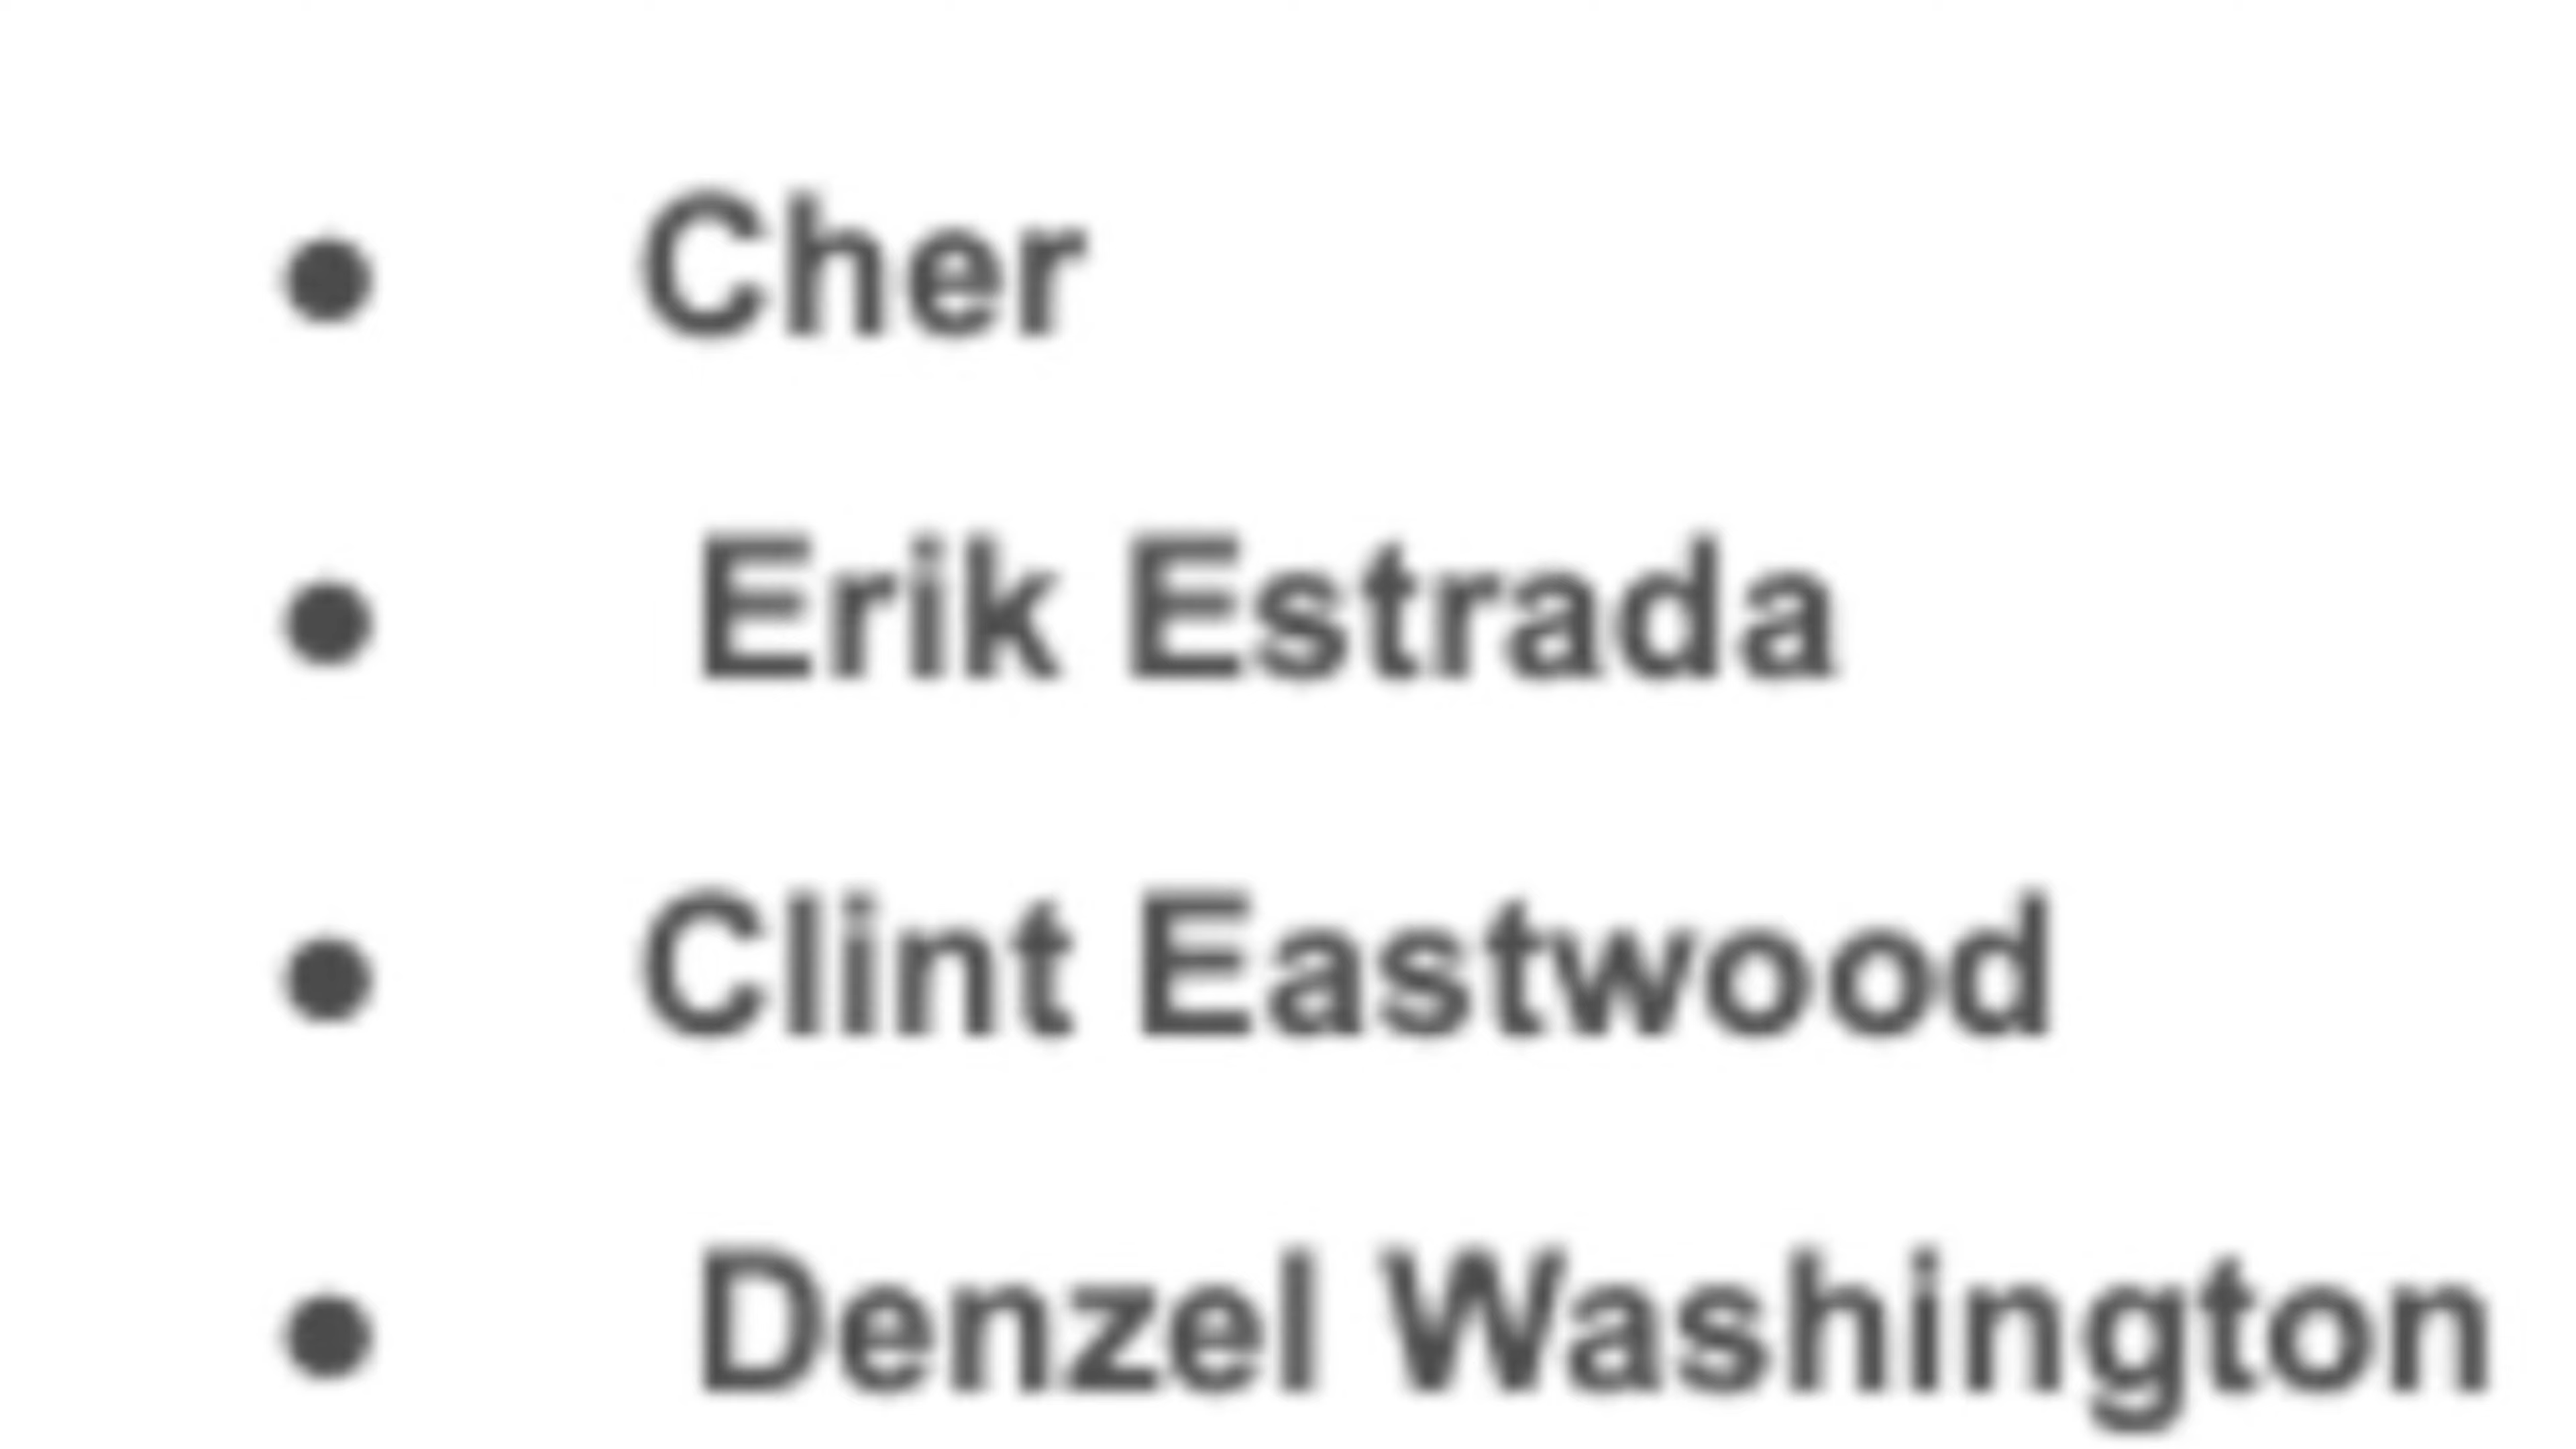 • Cher
• Erik Estrada
• Clint Eastwood
• Denzel Washington